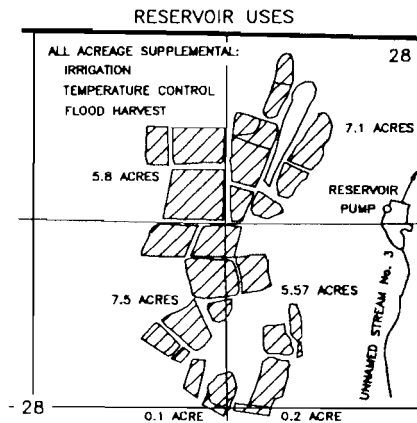 RESERVOIR USES
ALL ACREAGE SUPPLEMENTAL:
IRRIGATION
TEMPERATURE CONTROL
FLOOD HARVEST
28
7.1 ACRES
5.8 ACRES
RESERVOIR
PUMP
7.5 ACRES
5.57 ACRES
UNNAMED STREAM No. 3
- 28
0.1 ACRE
0.2 ACRE